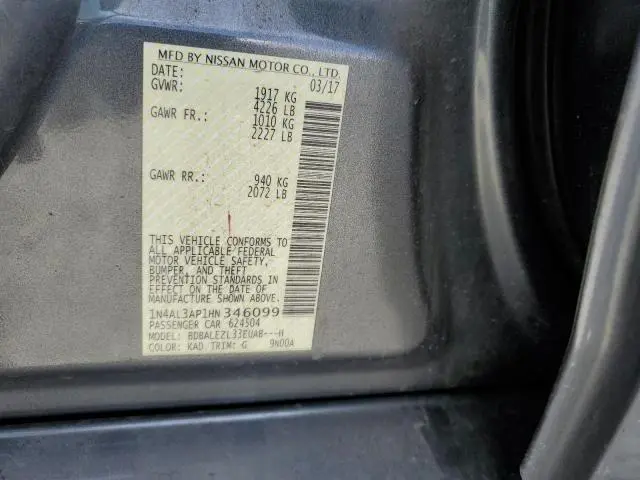 MFD BY NISSAN MOTOR CO., LTD.
DATE: 03/17
GVWR: 1917 KG
4226 LB
GAWR FR.: 1010 KG
2227 LB
GAWR RR.: 940 KG
2072 LB
THIS VEHICLE CONFORMS TO
ALL APPLICABLE FEDERAL
MOTOR VEHICLE SAFETY,
BUMPER, AND THEFT
PREVENTION STANDARDS IN
EFFECT ON THE DATE OF
MANUFACTURE SHOWN ABOVE.
1N4AL3AP1HN346099
PASSENGER CAR 624504
MODEL: BDBALEZL33EUAB---H
COLOR: KAD TRIM: G 9N00A